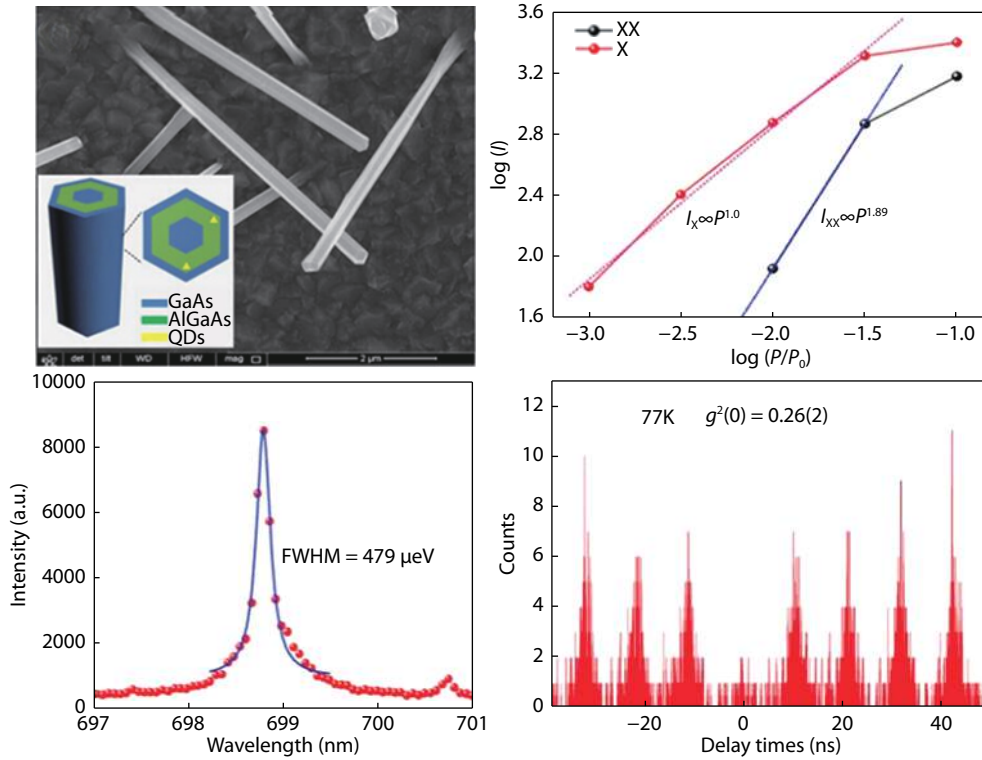 GaAs
AlGaAs
QDs
det tilt WD HFW mag 2 μm
3.6
3.2
2.8
2.4
2.0
1.6
log (I)
XX
X
I_X∞P^1.0
I_XX∞P^1.89
−3.0 −2.5 −2.0 −1.5 −1.0
log (P/P_0)
10000
8000
6000
4000
2000
0
Intensity (a.u.)
FWHM = 479 μeV
697 698 699 700 701
Wavelength (nm)
12
10
8
6
4
2
0
Counts
77K g^2(0) = 0.26(2)
−20 0 20 40
Delay times (ns)